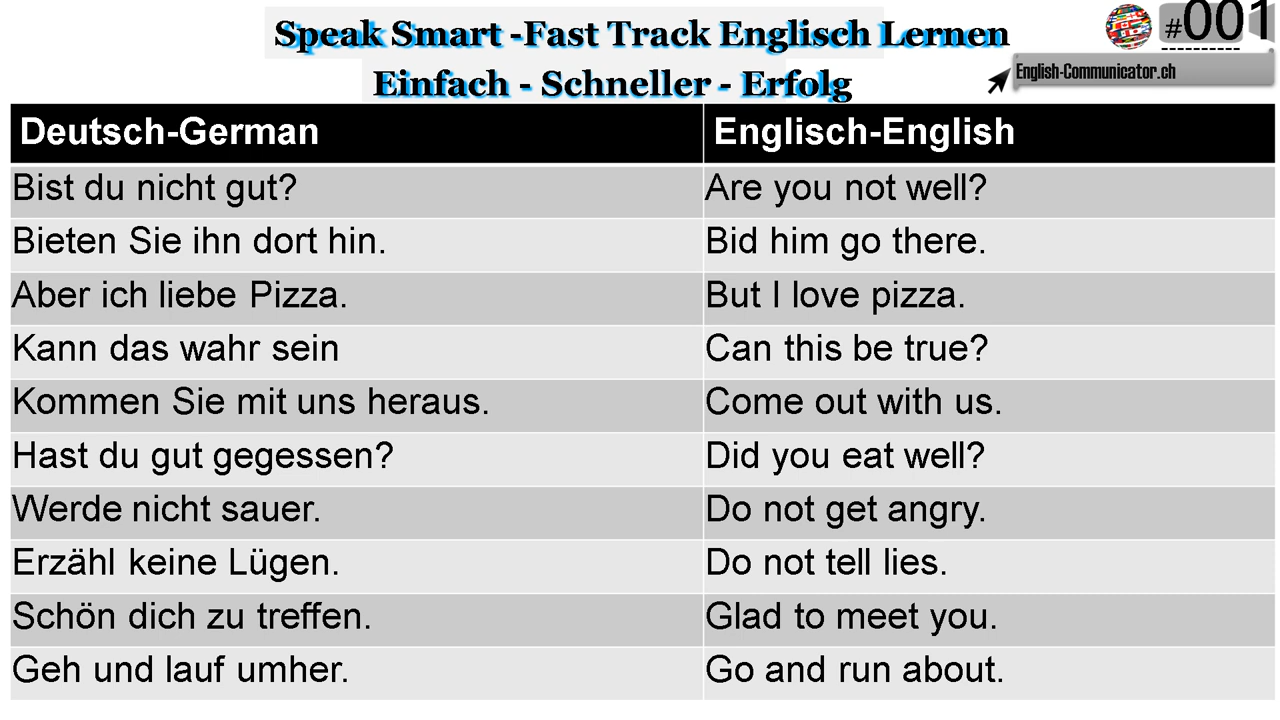 Speak Smart -Fast Track Englisch Lernen
#001
Einfach - Schneller - Erfolg
English-Communicator.ch
Deutsch-German Englisch-English
Bist du nicht gut? Are you not well?
Bieten Sie ihn dort hin. Bid him go there.
Aber ich liebe Pizza. But I love pizza.
Kann das wahr sein Can this be true?
Kommen Sie mit uns heraus. Come out with us.
Hast du gut gegessen? Did you eat well?
Werde nicht sauer. Do not get angry.
Erzähl keine Lügen. Do not tell lies.
Schön dich zu treffen. Glad to meet you.
Geh und lauf umher. Go and run about.